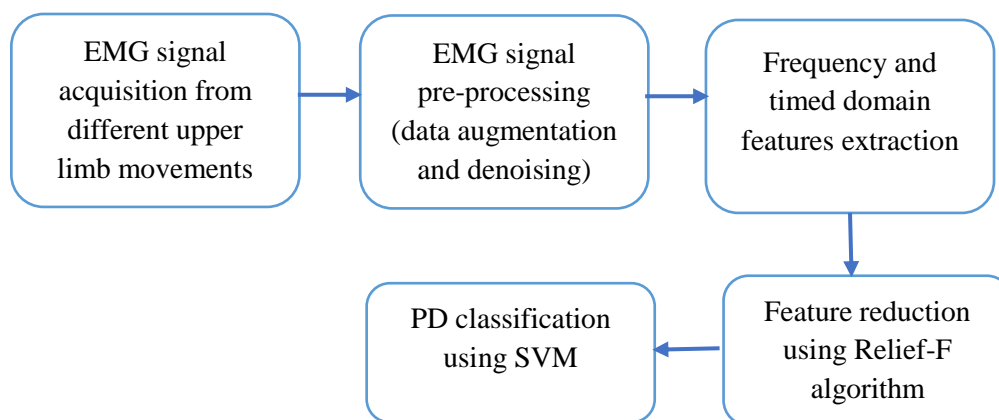 EMG signal
acquisition from
different upper
limb movements
EMG signal
pre-processing
(data augmentation
and denoising)
Frequency and
timed domain
features extraction
Feature reduction
using Relief-F
algorithm
PD classification
using SVM